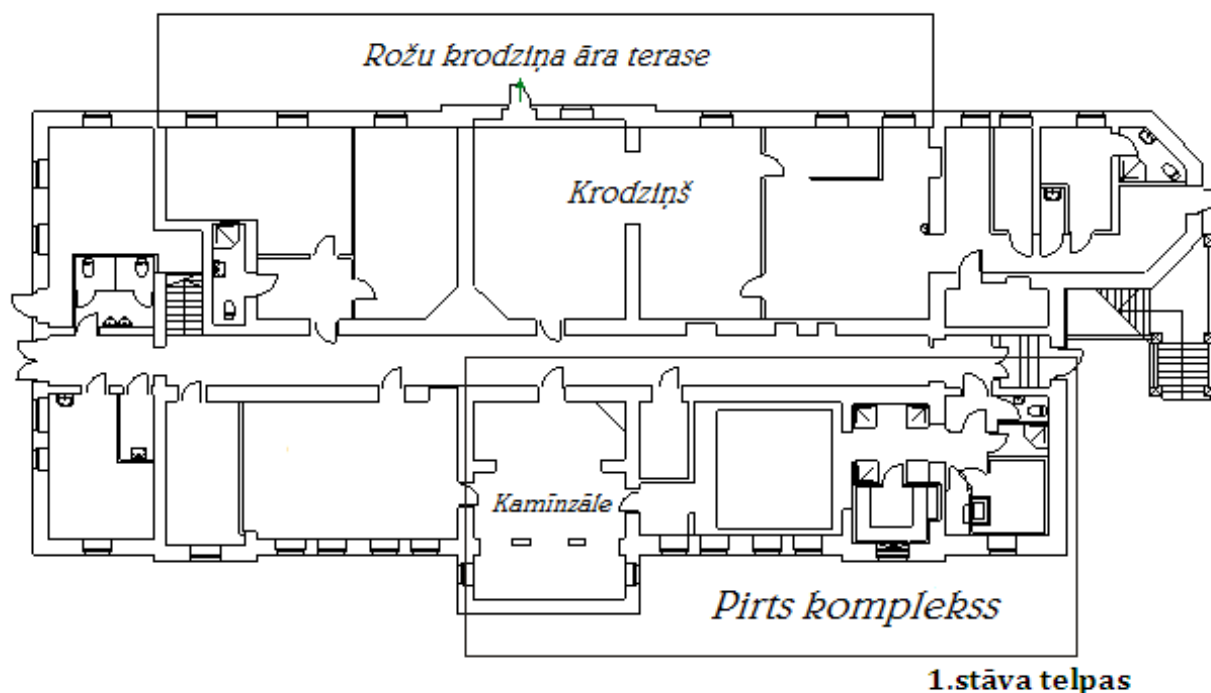 Rožu krodziņa āra terase
Krodziņš
Kamīnzāle
Pirts komplekss
1.stāva telpas